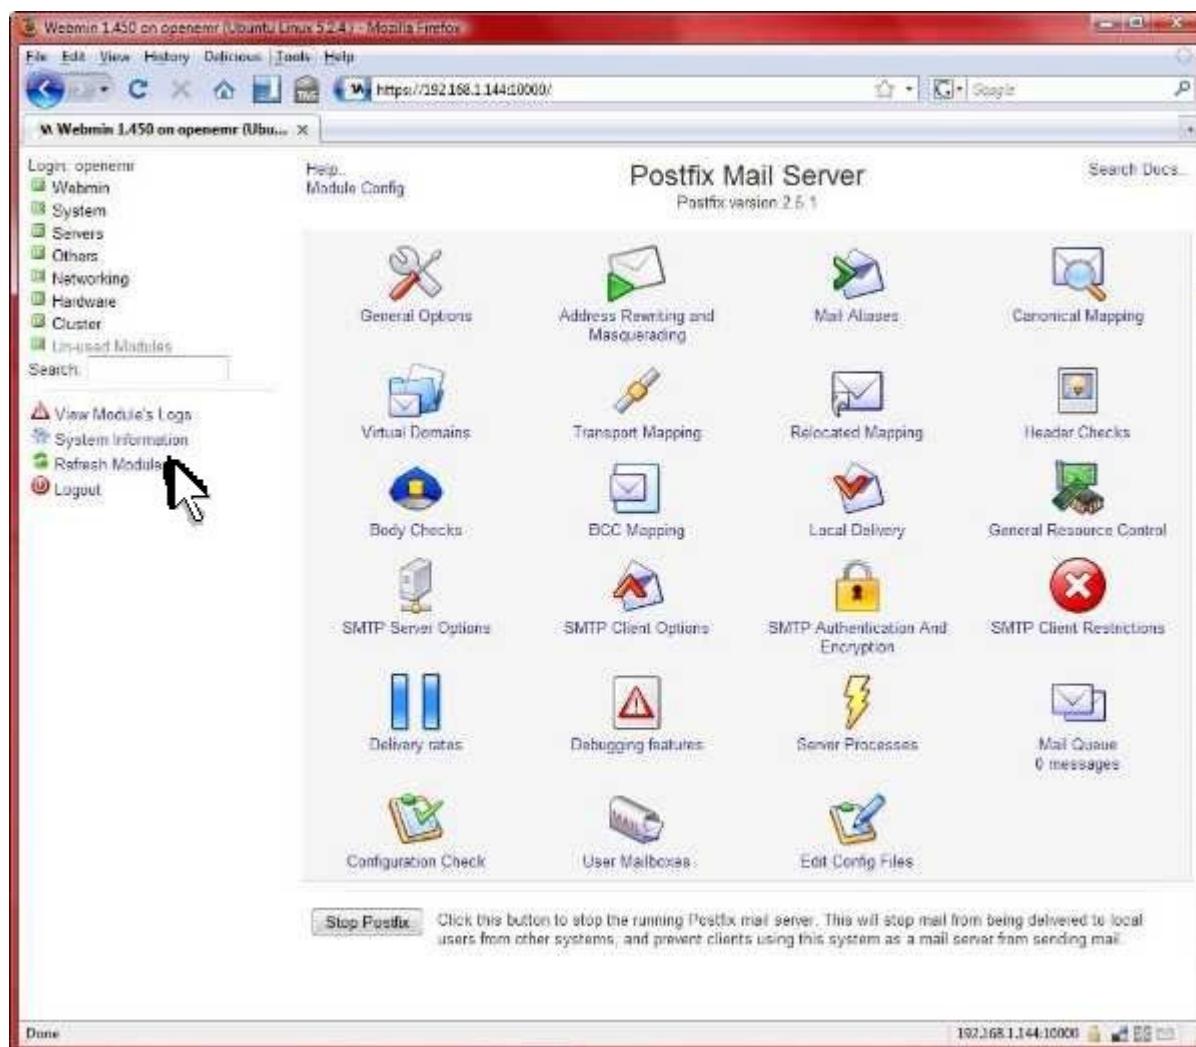 Webmin 1.450 on openemr (Ubuntu Linux 5.2.4) - Mozilla Firefox
File Edit View History Delicious Tools Help
https://192.168.1.144:10000/
Google
Webmin 1.450 on openemr (Ubu...
Login: openemr
Webmin
System
Servers
Others
Networking
Hardware
Cluster
Un-used Modules
Search:
View Module's Logs
System Information
Refresh Modules
Logout
Help..
Module Config
Postfix Mail Server
Postfix version 2.5.1
Search Docs..
General Options
Address Rewriting and
Masquerading
Mail Aliases
Canonical Mapping
Virtual Domains
Transport Mapping
Relocated Mapping
Header Checks
Body Checks
BCC Mapping
Local Delivery
General Resource Control
SMTP Server Options
SMTP Client Options
SMTP Authentication And
Encryption
SMTP Client Restrictions
Delivery rates
Debugging features
Server Processes
Mail Queue
0 messages
Configuration Check
MAIL
User Mailboxes
Edit Config Files
Stop Postfix
Click this button to stop the running Postfix mail server. This will stop mail from being delivered to local
users from other systems, and prevent clients using this system as a mail server from sending mail.
Done
192.168.1.144:10000